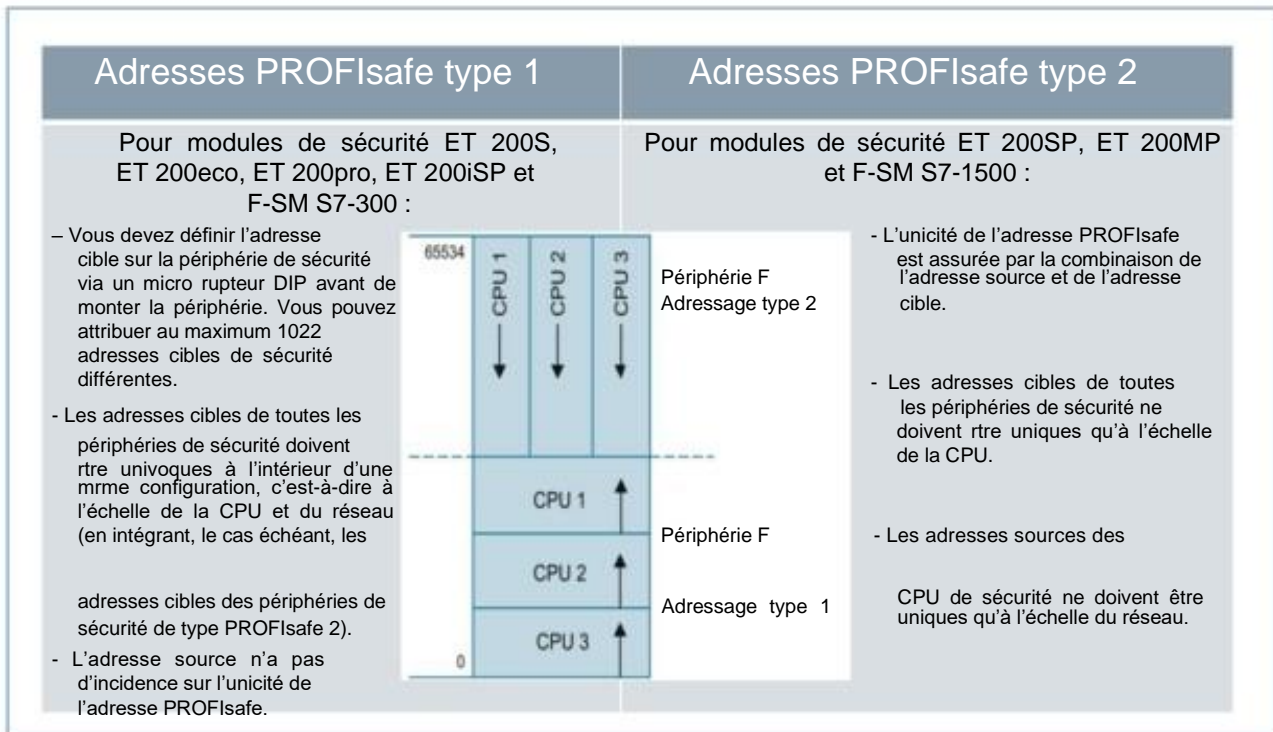 Adresses PROFIsafe type 1
Adresses PROFIsafe type 2
Pour modules de sécurité ET 200S,
ET 200eco, ET 200pro, ET 200iSP et
F-SM S7-300 :
– Vous devez définir l’adresse
cible sur la périphérie de sécurité
via un micro rupteur DIP avant de
monter la périphérie. Vous pouvez
attribuer au maximum 1022
adresses cibles de sécurité
différentes.
- Les adresses cibles de toutes les
périphéries de sécurité doivent
rtre univoques à l’intérieur d’une
mrme configuration, c’est-à-dire à
l’échelle de la CPU et du réseau
(en intégrant, le cas échéant, les
adresses cibles des périphéries de
sécurité de type PROFIsafe 2).
- L’adresse source n’a pas
d’incidence sur l’unicité de
l’adresse PROFIsafe.
65534
CPU 1
CPU 2
CPU 3
CPU 1
CPU 2
CPU 3
0
Périphérie F
Adressage type 2
Périphérie F
Adressage type 1
Pour modules de sécurité ET 200SP, ET 200MP
et F-SM S7-1500 :
- L’unicité de l’adresse PROFIsafe
est assurée par la combinaison de
l’adresse source et de l’adresse
cible.
- Les adresses cibles de toutes
les périphéries de sécurité ne
doivent rtre uniques qu’à l’échelle
de la CPU.
- Les adresses sources des
CPU de sécurité ne doivent être
uniques qu’à l’échelle du réseau.